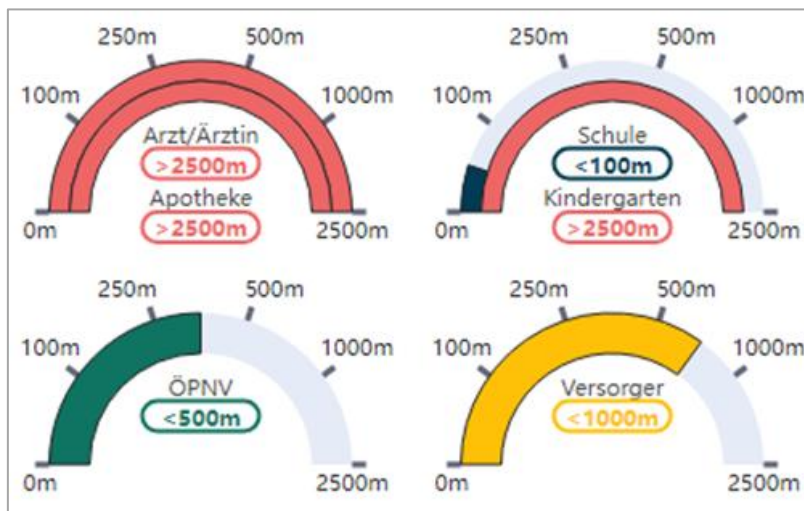 250m 500m
100m 1000m
Arzt/Ärztin
>2500m
Apotheke
>2500m
0m 2500m
250m 500m
100m 1000m
Schule
<100m
Kindergarten
>2500m
0m 2500m
250m 500m
100m 1000m
ÖPNV
<500m
0m 2500m
250m 500m
100m 1000m
Versorger
<1000m
0m 2500m